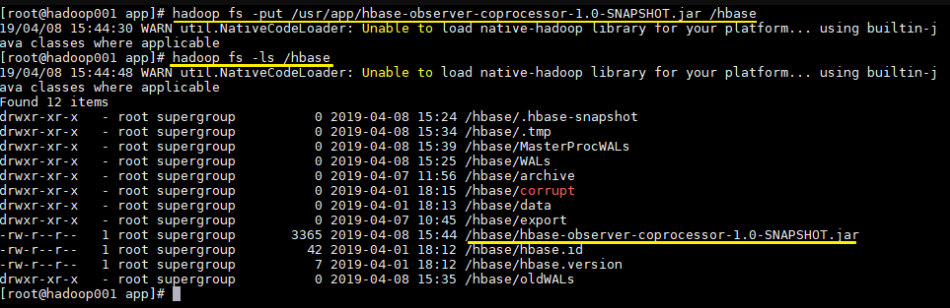 [root@hadoop001 app]# hadoop fs -put /usr/app/hbase-observer-coprocessor-1.0-SNAPSHOT.jar /hbase
19/04/08 15:44:30 WARN util.NativeCodeLoader: Unable to load native-hadoop library for your platform... using builtin-j
ava classes where applicable
[root@hadoop001 app]# hadoop fs -ls /hbase
19/04/08 15:44:48 WARN util.NativeCodeLoader: Unable to load native-hadoop library for your platform... using builtin-j
ava classes where applicable
Found 12 items
drwxr-xr-x   - root supergroup          0 2019-04-08 15:24 /hbase/.hbase-snapshot
drwxr-xr-x   - root supergroup          0 2019-04-08 15:34 /hbase/.tmp
drwxr-xr-x   - root supergroup          0 2019-04-08 15:39 /hbase/MasterProcWALs
drwxr-xr-x   - root supergroup          0 2019-04-08 15:25 /hbase/WALs
drwxr-xr-x   - root supergroup          0 2019-04-07 11:56 /hbase/archive
drwxr-xr-x   - root supergroup          0 2019-04-01 18:15 /hbase/corrupt
drwxr-xr-x   - root supergroup          0 2019-04-01 18:13 /hbase/data
drwxr-xr-x   - root supergroup          0 2019-04-07 10:45 /hbase/export
-rw-r--r--   1 root supergroup       3365 2019-04-08 15:44 /hbase/hbase-observer-coprocessor-1.0-SNAPSHOT.jar
-rw-r--r--   1 root supergroup         42 2019-04-01 18:12 /hbase/hbase.id
-rw-r--r--   1 root supergroup          7 2019-04-01 18:12 /hbase/hbase.version
drwxr-xr-x   - root supergroup          0 2019-04-08 15:35 /hbase/oldWALs
[root@hadoop001 app]#